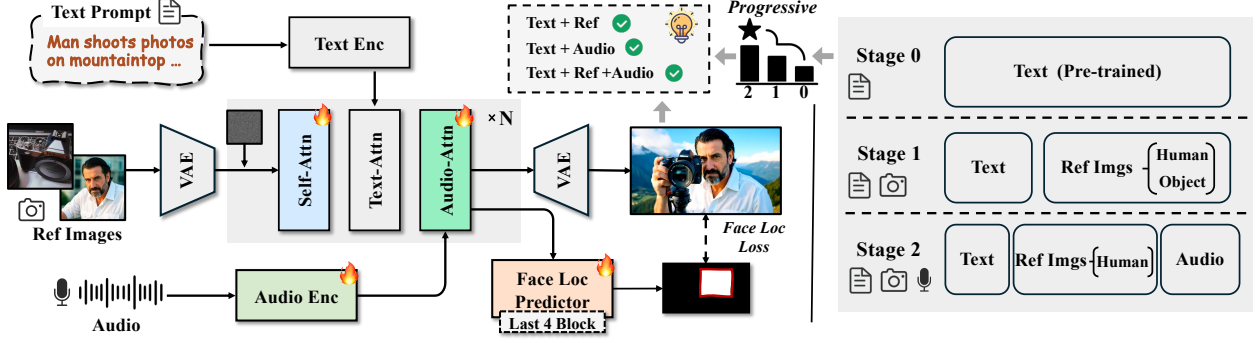 Text Prompt
Man shoots photos
on mountaintop ...
Text Enc
VAE
Self-Attn
Text-Attn
Audio-Attn
× N
VAE
Ref Images
Audio
Audio Enc
Face Loc
Predictor
Last 4 Block
Face Loc
Loss
Text + Ref
Text + Audio
Text + Ref +Audio
Progressive
2 1 0
Stage 0
Text (Pre-trained)
Stage 1
Text
Ref Imgs
Human
Object
Stage 2
Text
Ref Imgs
Human
Audio